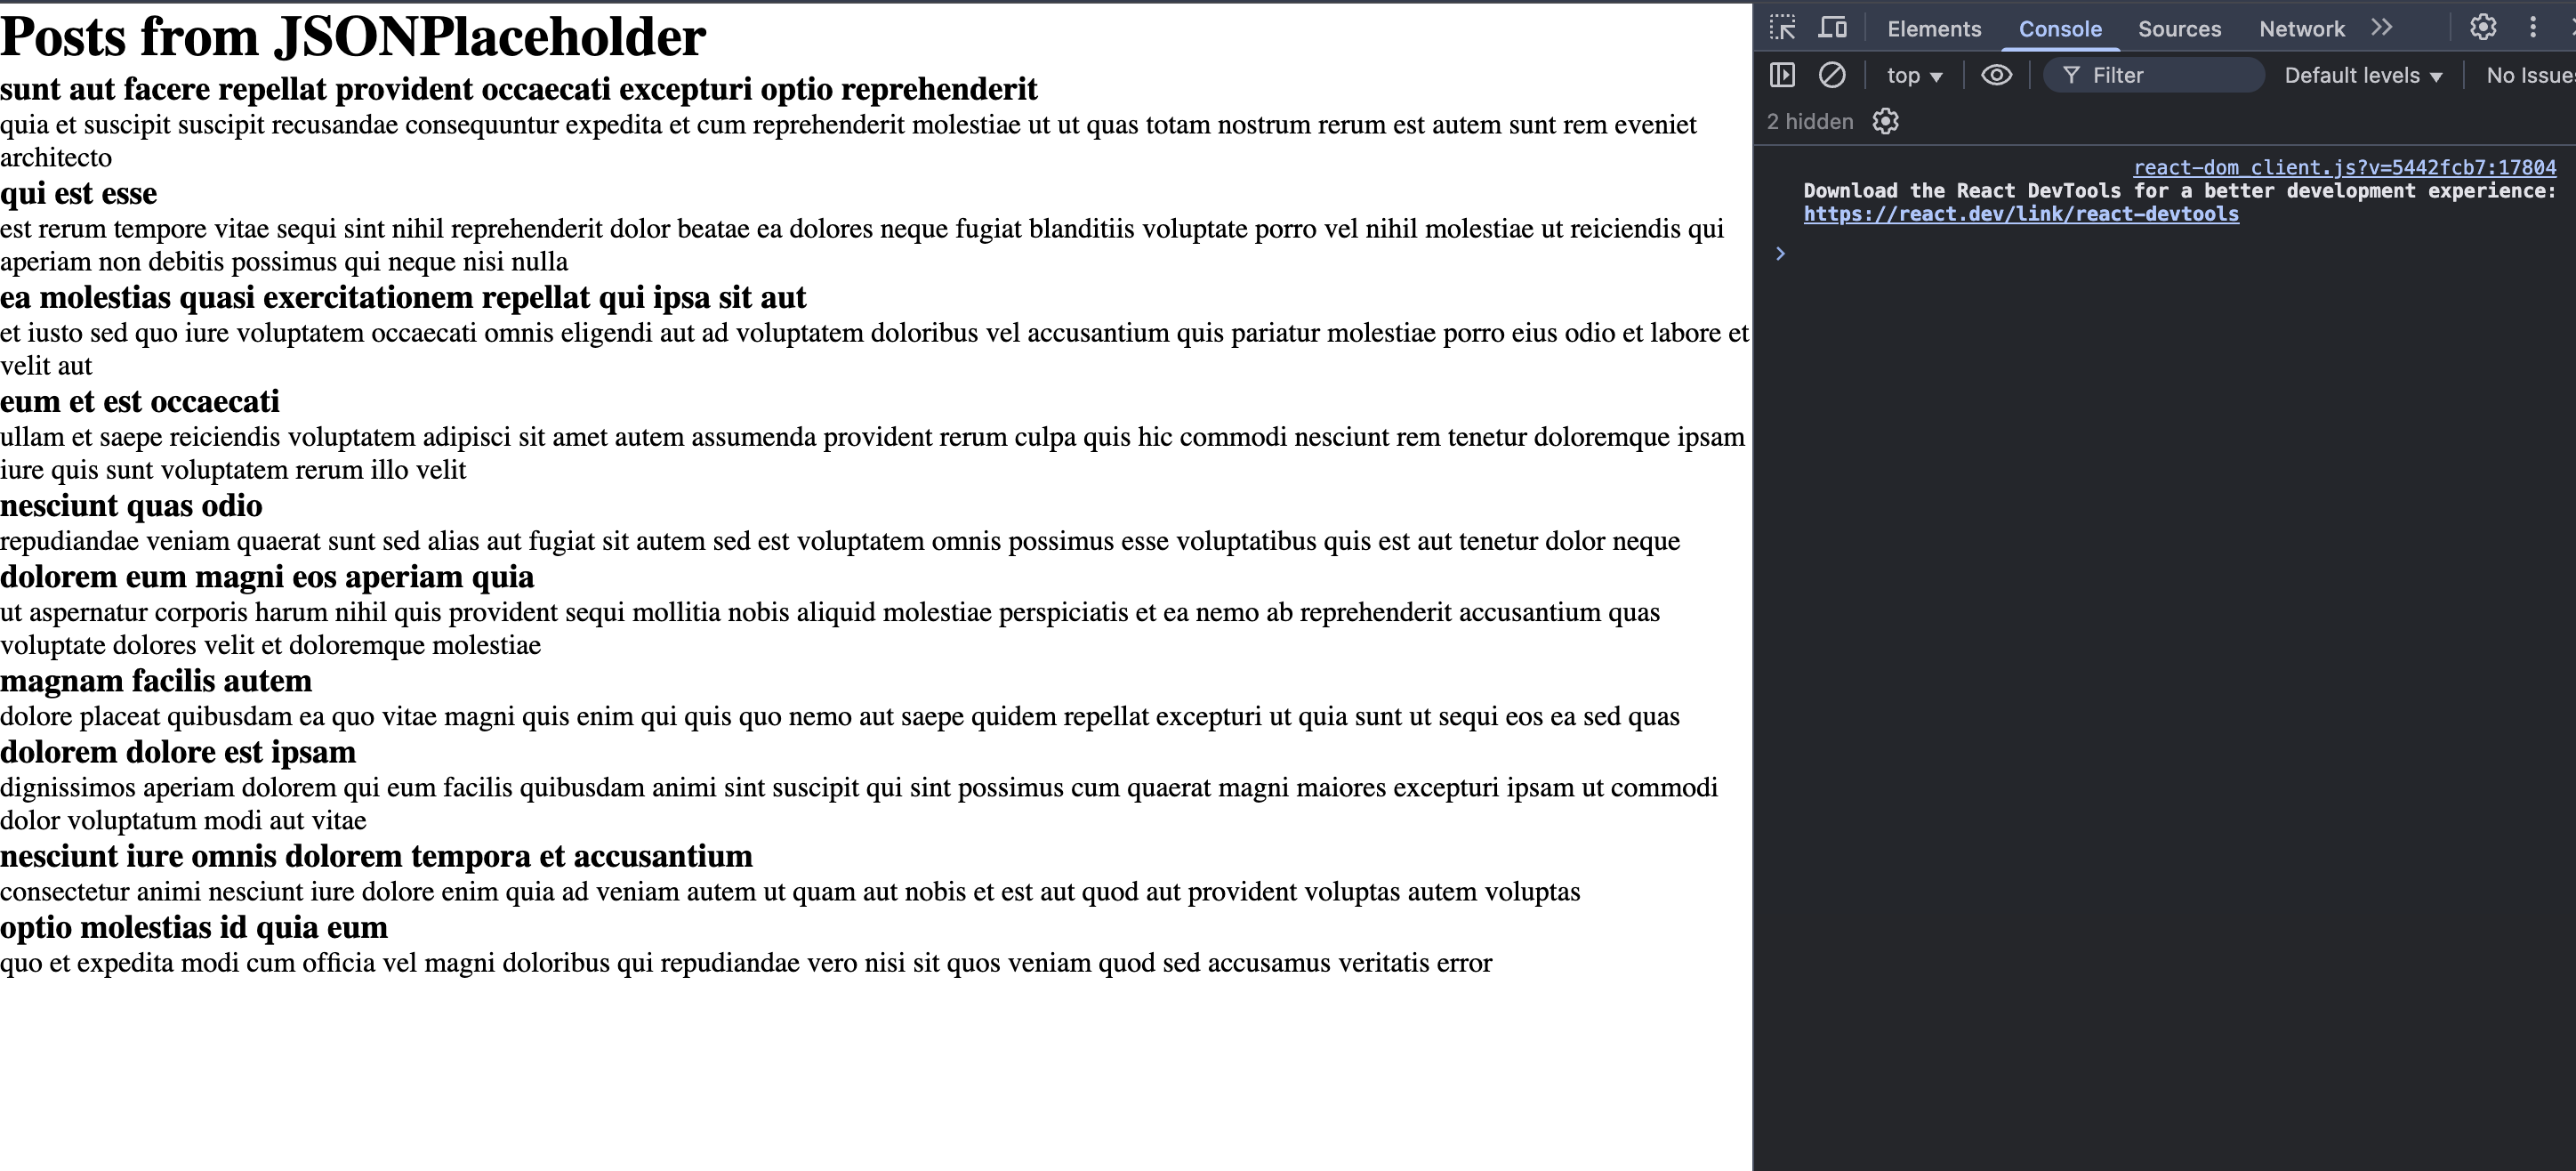 Posts from JSONPlaceholder
sunt aut facere repellat provident occaecati excepturi optio reprehenderit
quia et suscipit suscipit recusandae consequuntur expedita et cum reprehenderit molestiae ut ut quas totam nostrum rerum est autem sunt rem eveniet
architecto
qui est esse
est rerum tempore vitae sequi sint nihil reprehenderit dolor beatae ea dolores neque fugiat blanditiis voluptate porro vel nihil molestiae ut reiciendis qui
aperiam non debitis possimus qui neque nisi nulla
ea molestias quasi exercitationem repellat qui ipsa sit aut
et iusto sed quo iure voluptatem occaecati omnis eligendi aut ad voluptatem doloribus vel accusantium quis pariatur molestiae porro eius odio et labore et
velit aut
eum et est occaecati
ullam et saepe reiciendis voluptatem adipisci sit amet autem assumenda provident rerum culpa quis hic commodi nesciunt rem tenetur doloremque ipsam
iure quis sunt voluptatem rerum illo velit
nesciunt quas odio
repudiandae veniam quaerat sunt sed alias aut fugiat sit autem sed est voluptatem omnis possimus esse voluptatibus quis est aut tenetur dolor neque
dolorem eum magni eos aperiam quia
ut aspernatur corporis harum nihil quis provident sequi mollitia nobis aliquid molestiae perspiciatis et ea nemo ab reprehenderit accusantium quas
voluptate dolores velit et doloremque molestiae
magnam facilis autem
dolore placeat quibusdam ea quo vitae magni quis enim qui quis quo nemo aut saepe quidem repellat excepturi ut quia sunt ut sequi eos ea sed quas
dolorem dolore est ipsam
dignissimos aperiam dolorem qui eum facilis quibusdam animi sint suscipit qui sint possimus cum quaerat magni maiores excepturi ipsam ut commodi
dolor voluptatum modi aut vitae
nesciunt iure omnis dolorem tempora et accusantium
consectetur animi nesciunt iure dolore enim quia ad veniam autem ut quam aut nobis et est aut quod aut provident voluptas autem voluptas
optio molestias id quia eum
quo et expedita modi cum officia vel magni doloribus qui repudiandae vero nisi sit quos veniam quod sed accusamus veritatis error
Elements Console Sources Network
top Filter Default levels No Issue
2 hidden
react-dom_client.js?v=5442fcb7:17804
Download the React DevTools for a better development experience:
https://react.dev/link/react-devtools